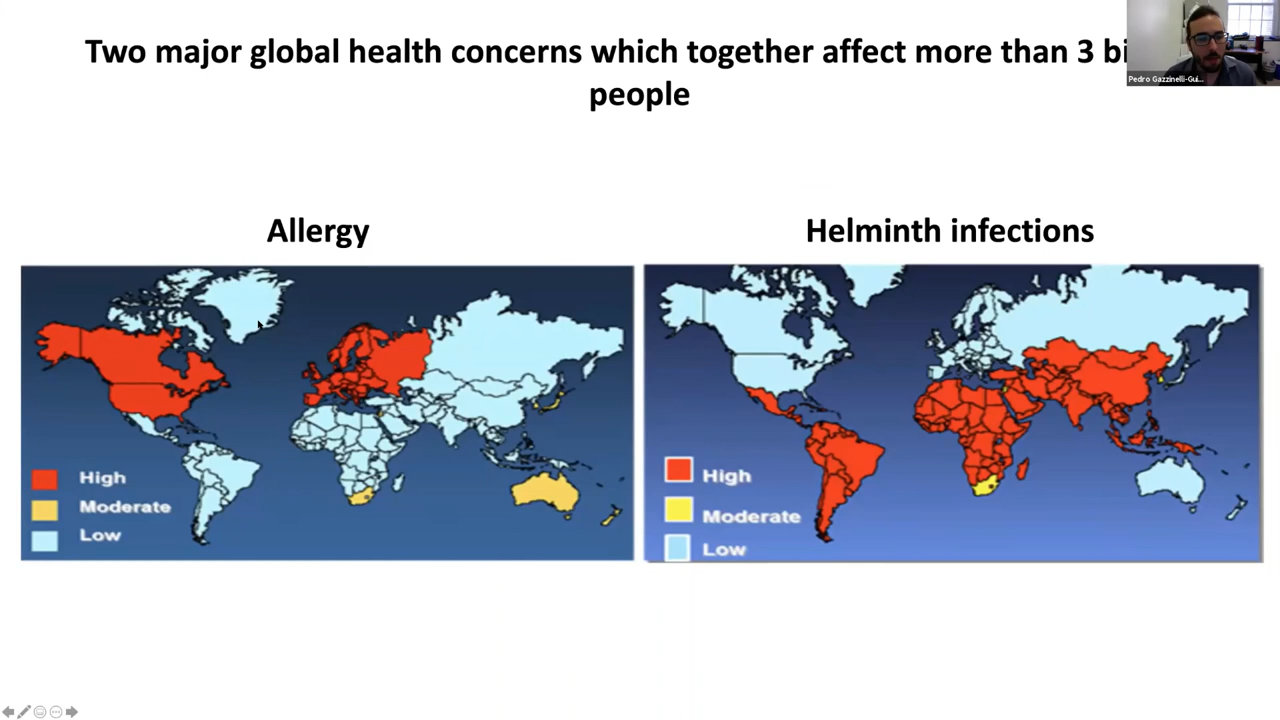 Two major global health concerns which together affect more than 3 bi
people
Pedro Gazzinelli-Gui...
Allergy
Helminth infections
High
Moderate
Low
High
Moderate
Low